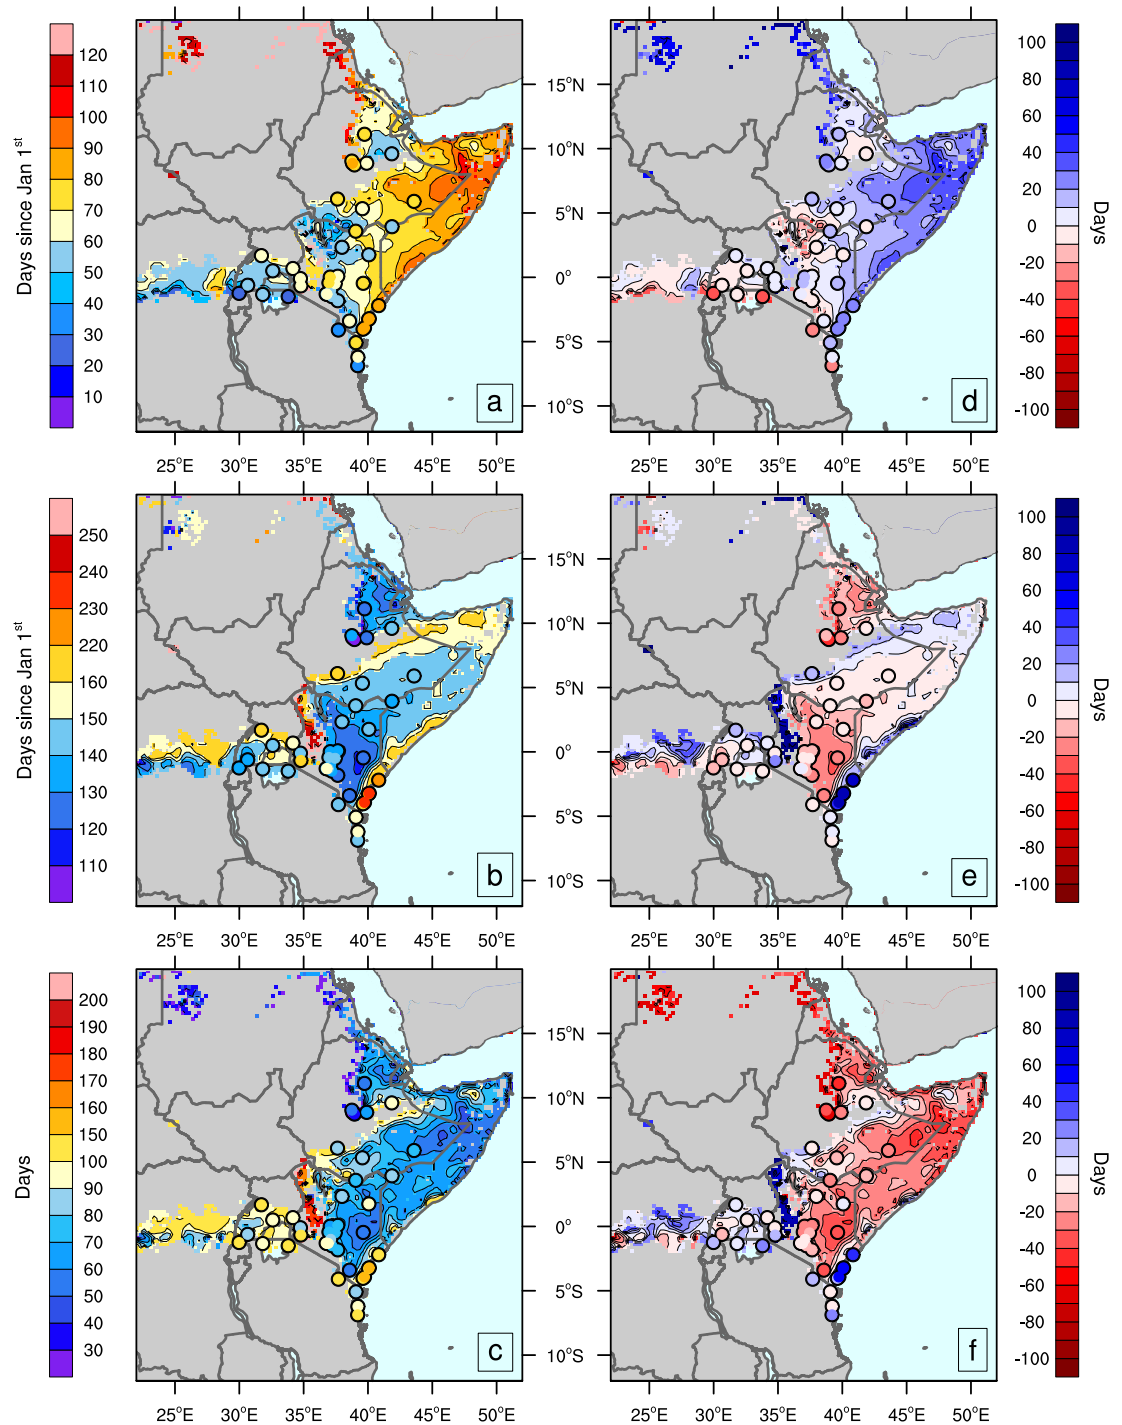 120
110
100
90
80
70
60
50
40
30
20
10
Days since Jan 1st
a
15°N
10°N
5°N
0°
5°S
10°S
25°E 30°E 35°E 40°E 45°E 50°E
d
100
80
60
40
20
0
-20
-40
-60
-80
-100
Days
25°E 30°E 35°E 40°E 45°E 50°E
250
240
230
220
160
150
140
130
120
110
Days since Jan 1st
b
15°N
10°N
5°N
0°
5°S
10°S
25°E 30°E 35°E 40°E 45°E 50°E
e
100
80
60
40
20
0
-20
-40
-60
-80
-100
Days
25°E 30°E 35°E 40°E 45°E 50°E
200
190
180
170
160
150
100
90
80
70
60
50
40
30
Days
c
15°N
10°N
5°N
0°
5°S
10°S
25°E 30°E 35°E 40°E 45°E 50°E
f
100
80
60
40
20
0
-20
-40
-60
-80
-100
Days
25°E 30°E 35°E 40°E 45°E 50°E